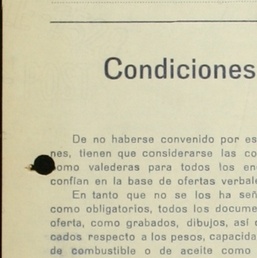 Condiciones
De no haberse convenido por es
nes, tienen que considerarse las co
como valederas para todos los en
confían en la base de ofertas verbal
En tanto que no se los ha señ
como obligatorios, todos los docume
oferta, como grabados, dibujos, así
cados respecto a los pesos, capacida
de combustible o de aceite como